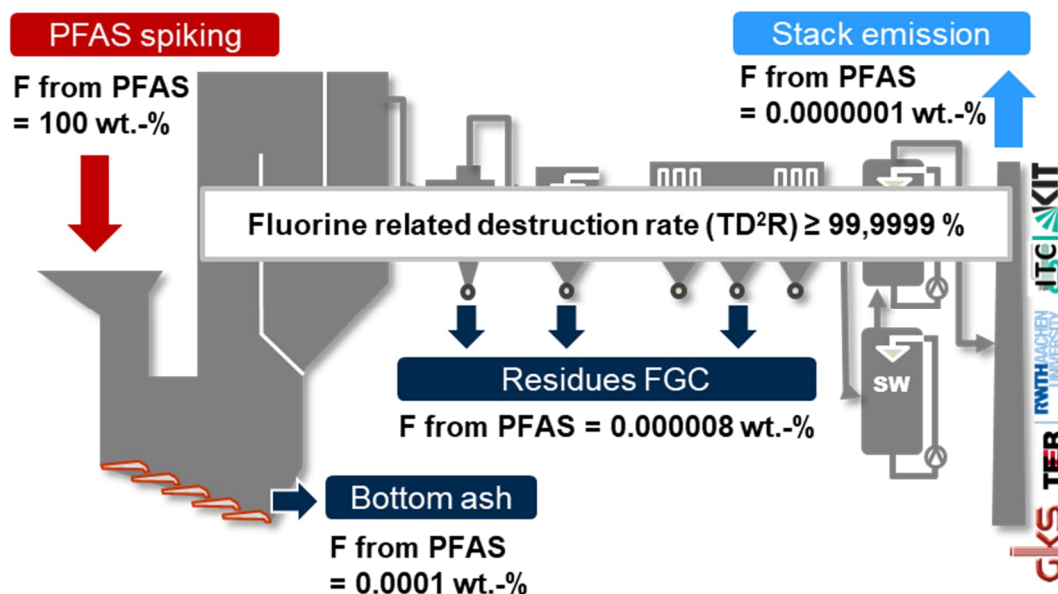 PFAS spiking
F from PFAS
= 100 wt.-%
Stack emission
F from PFAS
= 0.0000001 wt.-%
Fluorine related destruction rate (TD²R) ≥ 99,9999 %
Residues FGC
F from PFAS = 0.000008 wt.-%
SW
Bottom ash
F from PFAS
= 0.0001 wt.-%
GKS
TEER
RWTHAACHEN
UNIVERSITY
ITC
KIT